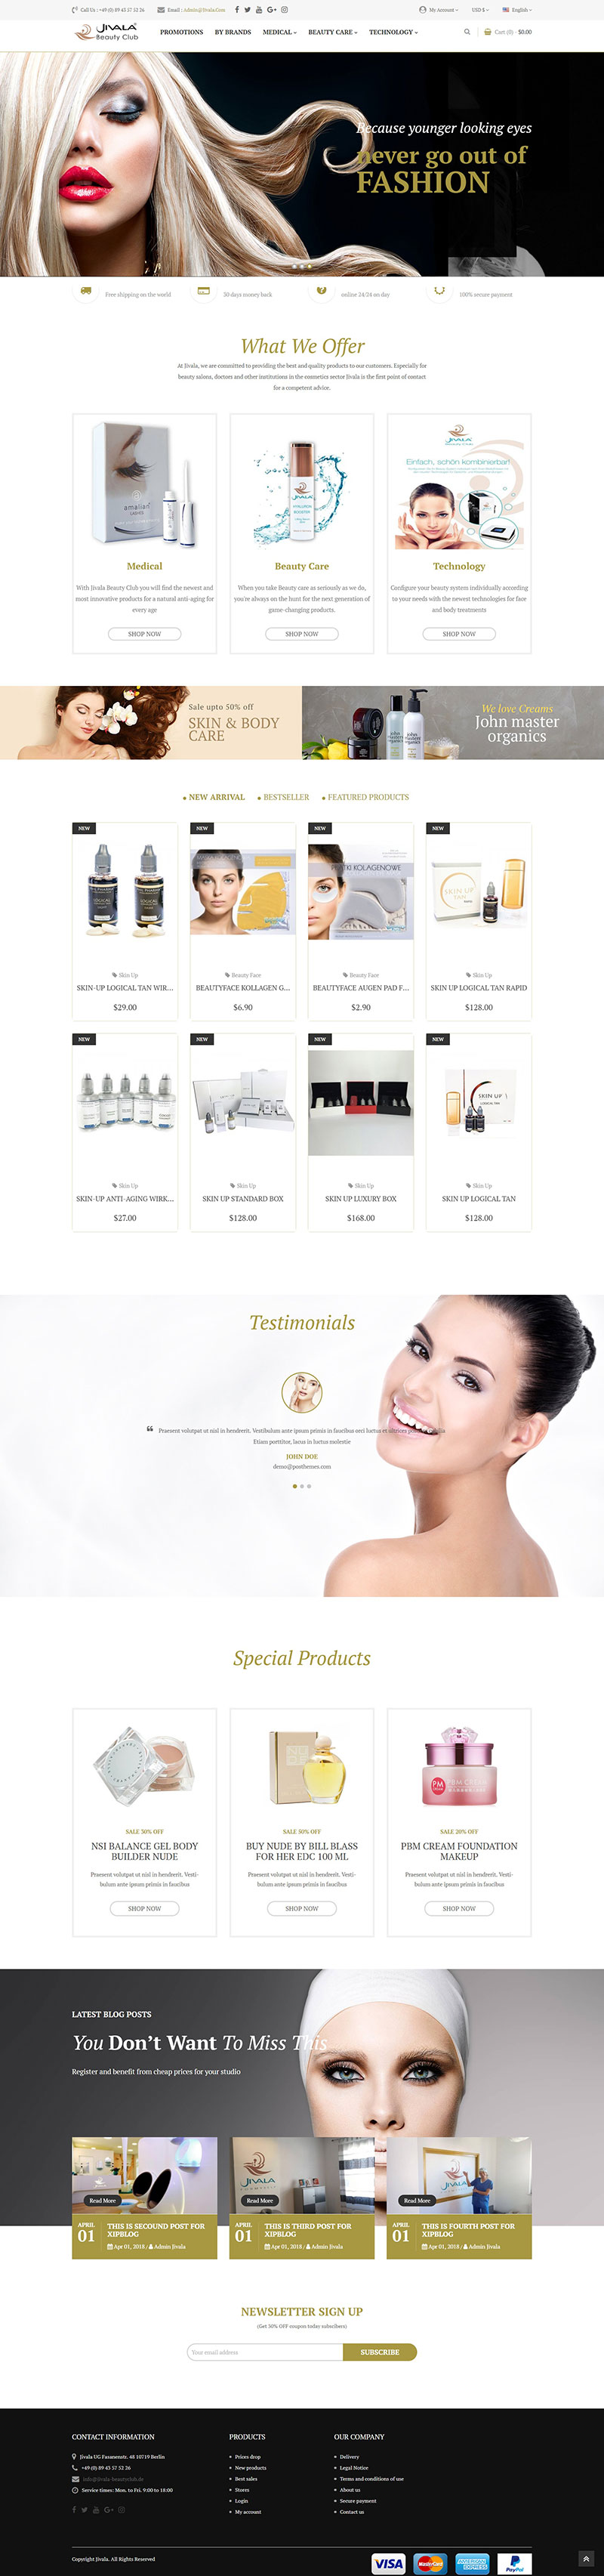 Call Us : +49 (0) 89 43 57 52 26
Email : Admin@Jivala.Com
My Account
USD $
English
JIVALA
Beauty Club
PROMOTIONS
BY BRANDS
MEDICAL
BEAUTY CARE
TECHNOLOGY
Cart (0) - $0.00
Because younger looking eyes
never go out of
FASHION
Free shipping on the world
30 days money back
online 24/24 on day
100% secure payment
What We Offer
At Jivala, we are committed to providing the best and quality products to our customers. Especially for
beauty salons, doctors and other institutions in the cosmetics sector Jivala is the first point of contact
for a competent advice.
amalian
LASHES
JIVALA
HYALURON
BOOSTER
JIVALA
Einfach, schön kombinierbar!
Medical
With Jivala Beauty Club you will find the newest and
most innovative products for a natural anti-aging for
every age
SHOP NOW
Beauty Care
When you take Beauty care as seriously as we do,
you're always on the hunt for the next generation of
game-changing products.
SHOP NOW
Technology
Configure your beauty system individually according
to your needs with the newest technologies for face
and body treatments
SHOP NOW
Sale upto 50% off
SKIN & BODY
CARE
We love Creams
John master
organics
NEW ARRIVAL
BESTSELLER
FEATURED PRODUCTS
NEW
Skin Up
SKIN-UP LOGICAL TAN WIR...
$29.00
NEW
Beauty Face
BEAUTYFACE KOLLAGEN G...
$6.90
NEW
KOLAGENOWE
Beauty Face
BEAUTYFACE AUGEN PAD F...
$2.90
NEW
SKIN UP
TAN
Skin Up
SKIN UP LOGICAL TAN RAPID
$128.00
NEW
Skin Up
SKIN-UP ANTI-AGING WIRK...
$27.00
NEW
Skin Up
SKIN UP STANDARD BOX
$128.00
NEW
Skin Up
SKIN UP LUXURY BOX
$168.00
NEW
SKIN UP
LOGICAL TAN
Skin Up
SKIN UP LOGICAL TAN
$128.00
Testimonials
Praesent volutpat ut nisl in hendrerit. Vestibulum ante ipsum primis in faucibus orci luctus et ultrices
Etiam porttitor, lacus in luctus molestie
JOHN DOE
demo@posthemes.com
Special Products
SALE 30% OFF
NSI BALANCE GEL BODY
BUILDER NUDE
Praesent volutpat ut nisl in hendrerit. Vesti-
bulum ante ipsum primis in faucibus
SHOP NOW
SALE 50% OFF
BUY NUDE BY BILL BLASS
FOR HER EDC 100 ML
Praesent volutpat ut nisl in hendrerit. Vesti-
bulum ante ipsum primis in faucibus
SHOP NOW
PM
PBM CREAM
SALE 20% OFF
PBM CREAM FOUNDATION
MAKEUP
Praesent volutpat ut nisl in hendrerit. Vesti-
bulum ante ipsum primis in faucibus
SHOP NOW
LATEST BLOG POSTS
You Don't Want To Miss This
Register and benefit from cheap prices for your studio
Read More
APRIL
01
THIS IS SECOUND POST FOR
XIPBLOG
Apr 01, 2018 / Admin Jivala
JIVALA
Read More
APRIL
01
THIS IS THIRD POST FOR
XIPBLOG
Apr 01, 2018 / Admin Jivala
JIVALA
Read More
APRIL
01
THIS IS FOURTH POST FOR
XIPBLOG
Apr 01, 2018 / Admin Jivala
NEWSLETTER SIGN UP
(Get 30% OFF coupon today subscibers)
Your email address
SUBSCRIBE
CONTACT INFORMATION
Jivala UG Fasanenstr. 48 10719 Berlin
+49 (0) 89 43 57 52 26
info@jivala-beautyclub.de
Service times: Mon. to Fri. 9:00 to 18:00
PRODUCTS
Prices drop
New products
Best sales
Stores
Login
My account
OUR COMPANY
Delivery
Legal Notice
Terms and conditions of use
About us
Secure payment
Contact us
Copyright Jivala. All Rights Reserved
VISA
MasterCard
AMERICAN EXPRESS
PayPal